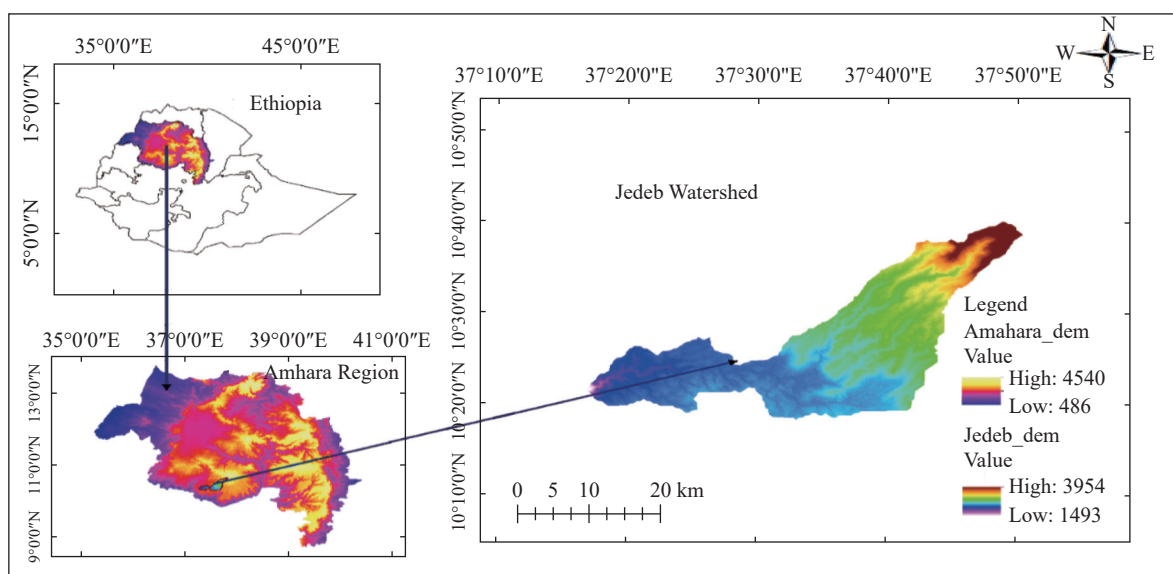 35°0′0″E 45°0′0″E
15°0′0″N
5°0′0″N
Ethiopia
35°0′0″E 37°0′0″E 39°0′0″E 41°0′0″E
13°0′0″N
11°0′0″N
9°0′0″N
Amhara Region
N
W E
S
37°10′0″E 37°20′0″E 37°30′0″E 37°40′0″E 37°50′0″E
10°50′0″N
10°40′0″N
10°30′0″N
10°20′0″N
10°10′0″N
Jedeb Watershed
0 5 10 20 km
Legend
Amahara_dem
Value
High: 4540
Low: 486
Jedeb_dem
Value
High: 3954
Low: 1493